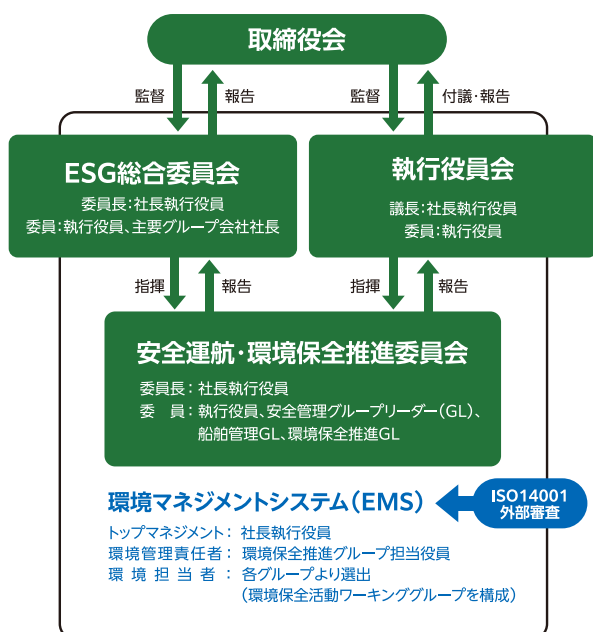 取締役会
監督
報告
監督
付議・報告
ESG総合委員会
委員長：社長執行役員
委員：執行役員、主要グループ会社社長
執行役員会
議長：社長執行役員
委員：執行役員
指揮
報告
指揮
報告
安全運航・環境保全推進委員会
委員長：社長執行役員
委　員：執行役員、安全管理グループリーダー（GL）、
船舶管理GL、環境保全推進GL
環境マネジメントシステム（EMS）
ISO14001
外部審査
トップマネジメント：社長執行役員
環境管理責任者：環境保全推進グループ担当役員
環境担当者：各グループより選出
（環境保全活動ワーキンググループを構成）